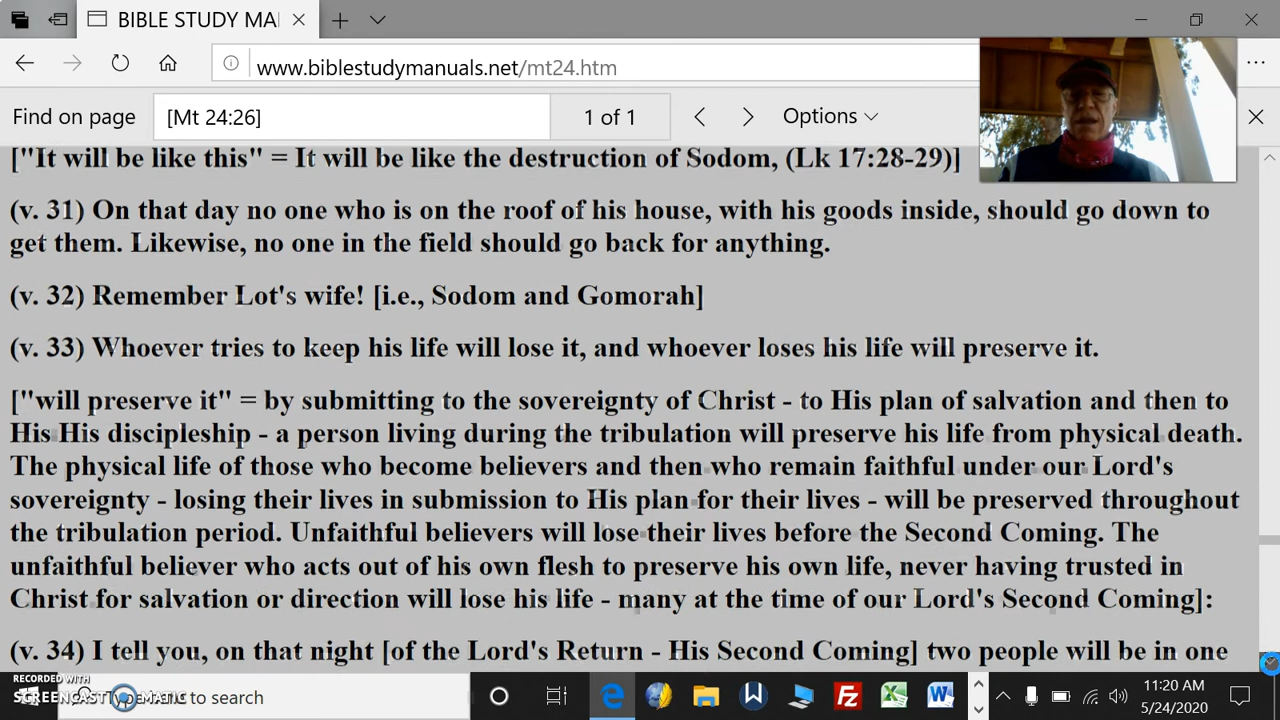 BIBLE STUDY MA
www.biblestudymanuals.net/mt24.htm
Find on page
[Mt 24:26]
1 of 1
Options
["It will be like this" = It will be like the destruction of Sodom, (Lk 17:28-29)]
(v. 31) On that day no one who is on the roof of his house, with his goods inside, should go down to
get them. Likewise, no one in the field should go back for anything.
(v. 32) Remember Lot's wife! [i.e., Sodom and Gomorah]
(v. 33) Whoever tries to keep his life will lose it, and whoever loses his life will preserve it.
["will preserve it" = by submitting to the sovereignty of Christ - to His plan of salvation and then to
His His discipleship - a person living during the tribulation will preserve his life from physical death.
The physical life of those who become believers and then who remain faithful under our Lord's
sovereignty - losing their lives in submission to His plan for their lives - will be preserved throughout
the tribulation period. Unfaithful believers will lose their lives before the Second Coming. The
unfaithful believer who acts out of his own flesh to preserve his own life, never having trusted in
Christ for salvation or direction will lose his life - many at the time of our Lord's Second Coming]:
(v. 34) I tell you, on that night [of the Lord's Return - His Second Coming] two people will be in one
RECORDED WITH
SCREENCAST-O-MATIC
Type here to search
11:20 AM
5/24/2020